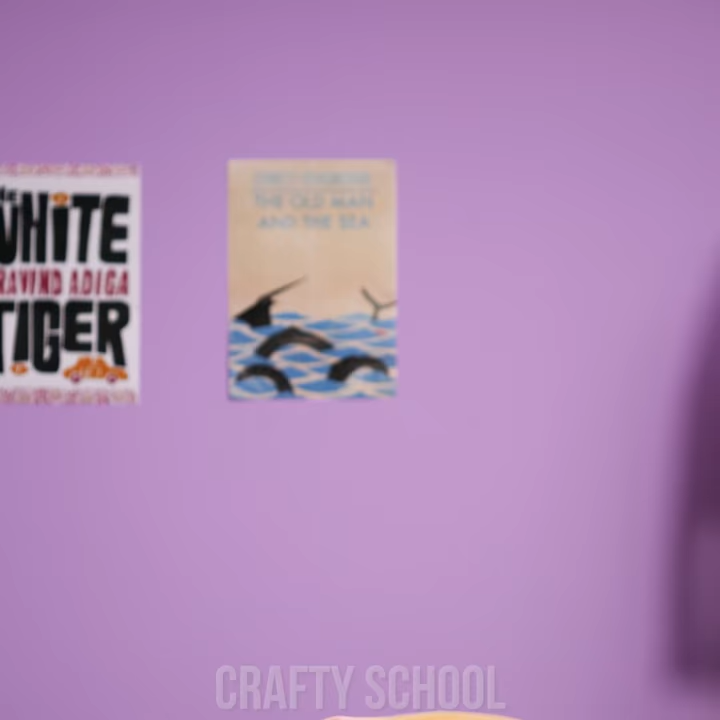 WHiTE
ARAVIND ADIGA
TIGER
THE OLD MAN
AND THE SEA
CRAFTY SCHOOL